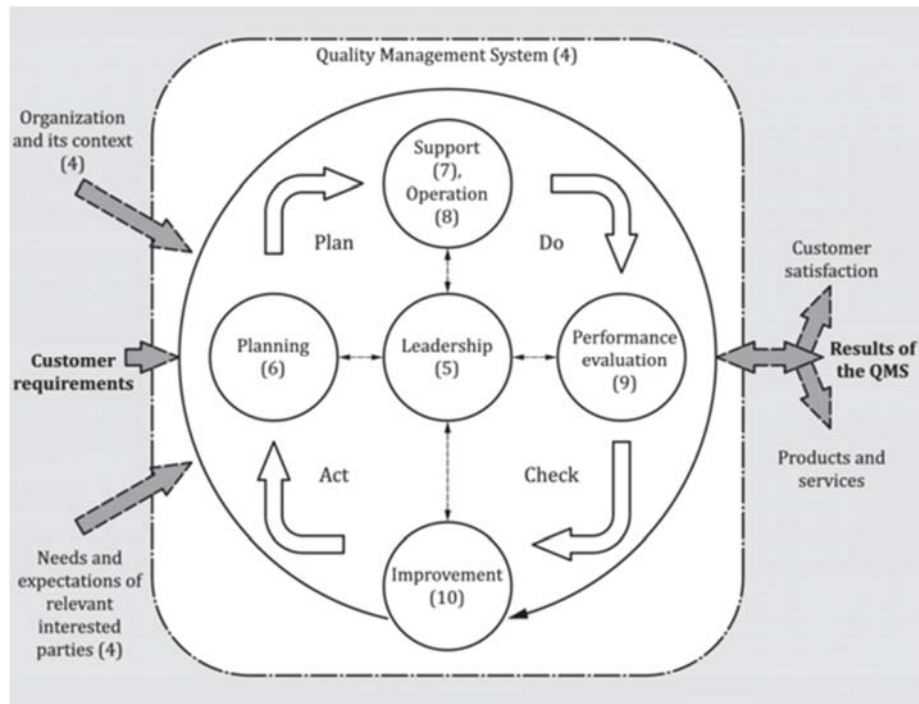 Quality Management System (4)
Organization
and its context
(4)
Support
(7),
Operation
(8)
Plan
Do
Customer
satisfaction
Customer
requirements
Planning
(6)
Leadership
(5)
Performance
evaluation
(9)
Results of
the QMS
Act
Check
Products and
services
Needs and
expectations of
relevant
interested
parties (4)
Improvement
(10)